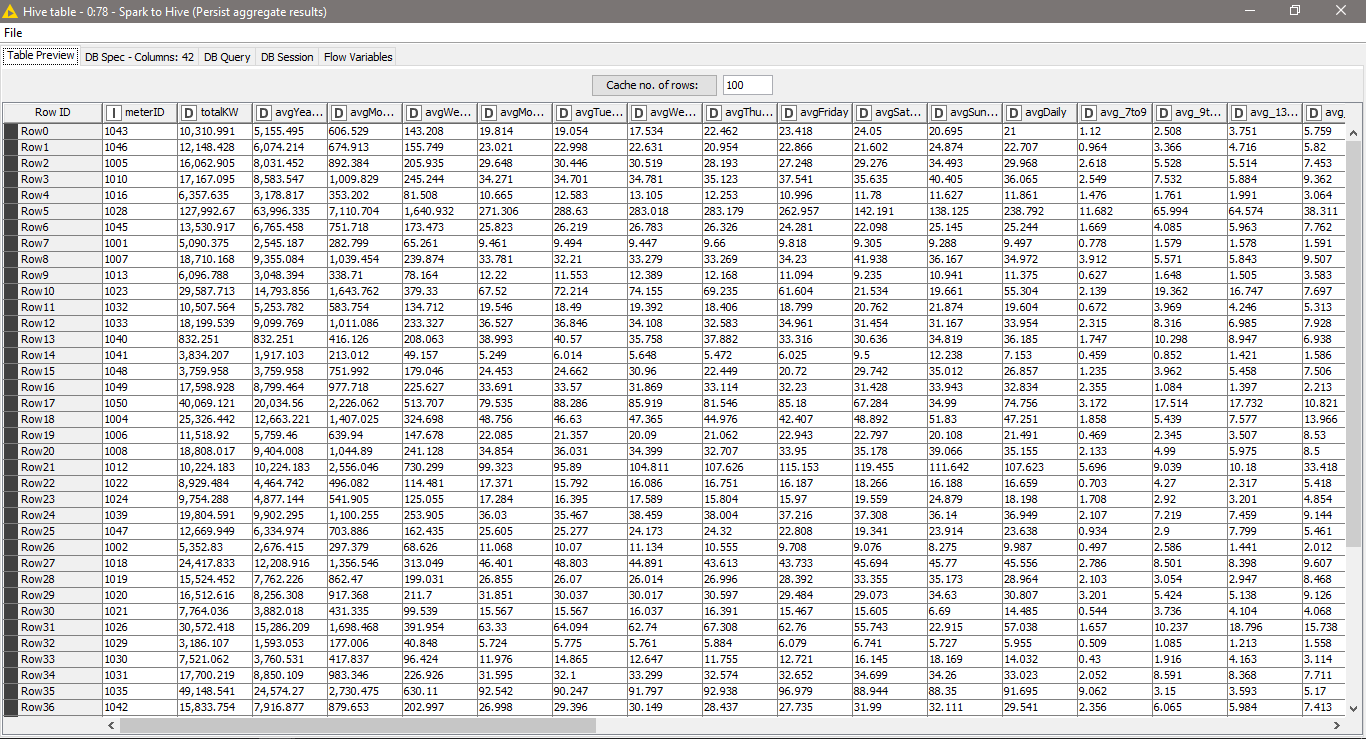 Hive table - 0:78 - Spark to Hive (Persist aggregate results)
File
Table Preview DB Spec - Columns: 42 DB Query DB Session Flow Variables
Cache no. of rows: 100
Row ID I meterID D totalKW D avgYea... D avgMo... D avgWe... D avgMo... D avgTue... D avgWe... D avgThu... D avgFriday D avgSat... D avgSun... D avgDaily D avg_7to9 D avg_9t... D avg_13... D avg_
Row0 1043 10,310.991 5,155.495 606.529 143.208 19.814 19.054 17.534 22.462 23.418 24.05 20.695 21 1.12 2.508 3.751 5.759
Row1 1046 12,148.428 6,074.214 674.913 155.749 23.021 22.998 22.631 20.954 22.866 21.602 24.874 22.707 0.964 3.366 4.716 5.82
Row2 1005 16,062.905 8,031.452 892.384 205.935 29.648 30.446 30.519 28.193 27.248 29.276 34.493 29.968 2.618 5.528 5.514 7.453
Row3 1010 17,167.095 8,583.547 1,009.829 245.244 34.271 34.701 34.781 35.123 37.541 35.635 40.405 36.065 2.549 7.532 5.884 9.362
Row4 1016 6,357.635 3,178.817 353.202 81.508 10.665 12.583 13.105 12.253 10.996 11.78 11.627 11.861 1.476 1.761 1.991 3.064
Row5 1028 127,992.67 63,996.335 7,110.704 1,640.932 271.306 288.63 283.018 283.179 262.957 142.191 138.125 238.792 11.682 65.994 64.574 38.311
Row6 1045 13,530.917 6,765.458 751.718 173.473 25.823 26.219 26.783 26.326 24.281 22.098 25.145 25.244 1.669 4.085 5.963 7.762
Row7 1001 5,090.375 2,545.187 282.799 65.261 9.461 9.494 9.447 9.66 9.818 9.305 9.288 9.497 0.778 1.579 1.578 1.591
Row8 1007 18,710.168 9,355.084 1,039.454 239.874 33.781 32.21 33.279 33.269 34.23 41.938 36.167 34.972 3.912 5.571 5.843 9.507
Row9 1013 6,096.788 3,048.394 338.71 78.164 12.22 11.553 12.389 12.168 11.094 9.235 10.941 11.375 0.627 1.648 1.505 3.583
Row10 1023 29,587.713 14,793.856 1,643.762 379.33 67.52 72.214 74.155 69.235 61.604 21.534 19.661 55.304 2.139 19.362 16.747 7.697
Row11 1032 10,507.564 5,253.782 583.754 134.712 19.546 18.49 19.392 18.406 18.799 20.762 21.874 19.604 0.672 3.969 4.246 5.313
Row12 1033 18,199.539 9,099.769 1,011.086 233.327 36.527 36.846 34.108 32.583 34.961 31.454 31.167 33.954 2.315 8.316 6.985 7.928
Row13 1040 832.251 832.251 416.126 208.063 38.993 40.57 35.758 37.882 33.316 30.636 34.819 36.185 1.747 10.298 8.947 6.938
Row14 1041 3,834.207 1,917.103 213.012 49.157 5.249 6.014 5.648 5.472 6.025 9.5 12.238 7.153 0.459 0.852 1.421 1.586
Row15 1048 3,759.958 3,759.958 751.992 179.046 24.453 24.662 30.96 22.449 20.72 29.742 35.012 26.857 1.235 3.962 5.458 7.506
Row16 1049 17,598.928 8,799.464 977.718 225.627 33.691 33.57 31.869 33.114 32.23 31.428 33.943 32.834 2.355 1.084 1.397 2.213
Row17 1050 40,069.121 20,034.56 2,226.062 513.707 79.535 88.286 85.919 81.546 85.18 67.284 34.99 74.756 3.172 17.514 17.732 10.821
Row18 1004 25,326.442 12,663.221 1,407.025 324.698 48.756 46.63 47.365 44.976 42.407 48.892 51.83 47.251 1.858 5.439 7.577 13.966
Row19 1006 11,518.92 5,759.46 639.94 147.678 22.085 21.357 20.09 21.062 22.943 22.797 20.108 21.491 0.469 2.345 3.507 8.53
Row20 1008 18,808.017 9,404.008 1,044.89 241.128 34.854 36.031 34.399 32.707 33.95 35.178 39.066 35.155 2.133 4.99 5.975 8.5
Row21 1012 10,224.183 10,224.183 2,556.046 730.299 99.323 95.89 104.811 107.626 115.153 119.455 111.642 107.623 5.696 9.039 10.18 33.418
Row22 1022 8,929.484 4,464.742 496.082 114.481 17.371 15.792 16.086 16.751 16.187 18.266 16.188 16.659 0.703 4.27 2.317 5.418
Row23 1024 9,754.288 4,877.144 541.905 125.055 17.284 16.395 17.589 15.804 15.97 19.559 24.879 18.198 1.708 2.92 3.201 4.854
Row24 1039 19,804.591 9,902.295 1,100.255 253.905 36.03 35.467 38.459 38.004 37.216 37.308 36.14 36.949 2.107 7.219 7.459 9.144
Row25 1047 12,669.949 6,334.974 703.886 162.435 25.605 25.277 24.173 24.32 22.808 19.341 23.914 23.638 0.934 2.9 7.799 5.461
Row26 1002 5,352.83 2,676.415 297.379 68.626 11.068 10.07 11.134 10.555 9.708 9.076 8.275 9.987 0.497 2.586 1.441 2.012
Row27 1018 24,417.833 12,208.916 1,356.546 313.049 46.401 48.803 44.891 43.613 43.733 45.694 45.77 45.556 2.786 8.501 8.398 9.607
Row28 1019 15,524.452 7,762.226 862.47 199.031 26.855 26.07 26.014 26.996 28.392 33.355 35.173 28.964 2.103 3.054 2.947 8.468
Row29 1020 16,512.616 8,256.308 917.368 211.7 31.851 30.037 30.017 30.597 29.484 29.073 34.63 30.807 3.201 5.424 5.138 9.126
Row30 1021 7,764.036 3,882.018 431.335 99.539 15.567 15.567 16.037 16.391 15.467 15.605 6.69 14.485 0.544 3.736 4.104 4.068
Row31 1026 30,572.418 15,286.209 1,698.468 391.954 63.33 64.094 62.74 67.308 62.76 55.743 22.915 57.038 1.657 10.237 18.796 15.738
Row32 1029 3,186.107 1,593.053 177.006 40.848 5.724 5.775 5.761 5.884 6.079 6.741 5.727 5.955 0.509 1.085 1.213 1.558
Row33 1030 7,521.062 3,760.531 417.837 96.424 11.976 14.865 12.647 11.755 12.721 16.145 18.169 14.032 0.43 1.916 4.163 3.114
Row34 1031 17,700.219 8,850.109 983.346 226.926 31.595 32.1 33.299 32.574 32.652 34.699 34.26 33.023 2.052 8.591 8.368 7.711
Row35 1035 49,148.541 24,574.27 2,730.475 630.11 92.542 90.247 91.797 92.938 96.979 88.944 88.35 91.695 9.062 3.15 3.593 5.17
Row36 1042 15,833.754 7,916.877 879.653 202.997 26.998 29.396 30.149 28.437 27.735 31.99 32.111 29.541 2.356 6.065 5.984 7.413